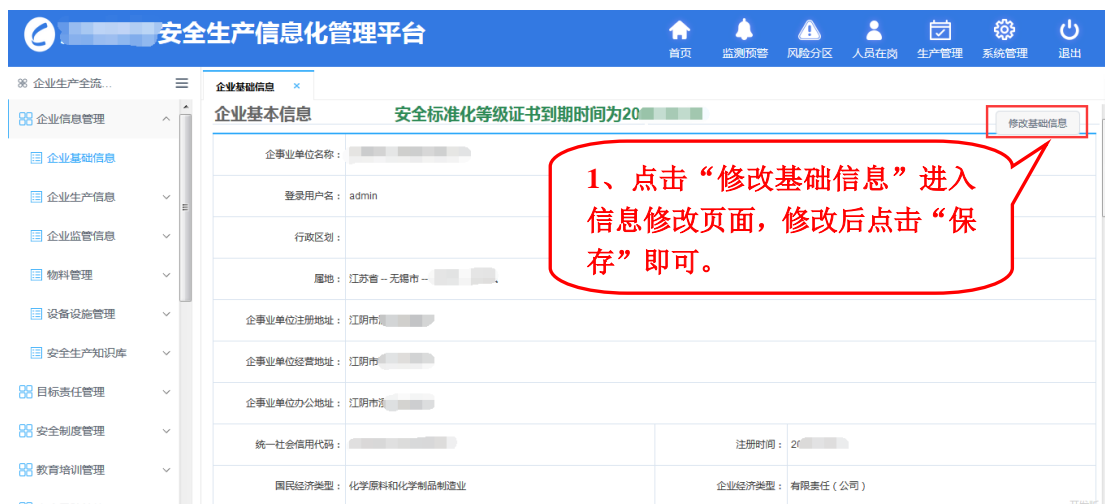 安全生产信息化管理平台
首页
监测预警
风险分区
人员在岗
生产管理
系统管理
退出
企业生产全流...
企业基础信息 ×
企业信息管理
企业基础信息
企业生产信息
企业监管信息
物料管理
设备设施管理
安全生产知识库
目标责任管理
安全制度管理
教育培训管理
企业基本信息
安全标准化等级证书到期时间为20
修改基础信息
企事业单位名称：
登录用户名： admin
行政区划：
属地： 江苏省 -- 无锡市 --
企事业单位注册地址： 江阴市
企事业单位经营地址： 江阴市
企事业单位办公地址： 江阴市
统一社会信用代码：
注册时间： 20
国民经济类型： 化学原料和化学制品制造业
企业经济类型： 有限责任（公司）
1、点击“修改基础信息”进入
信息修改页面，修改后点击“保
存”即可。